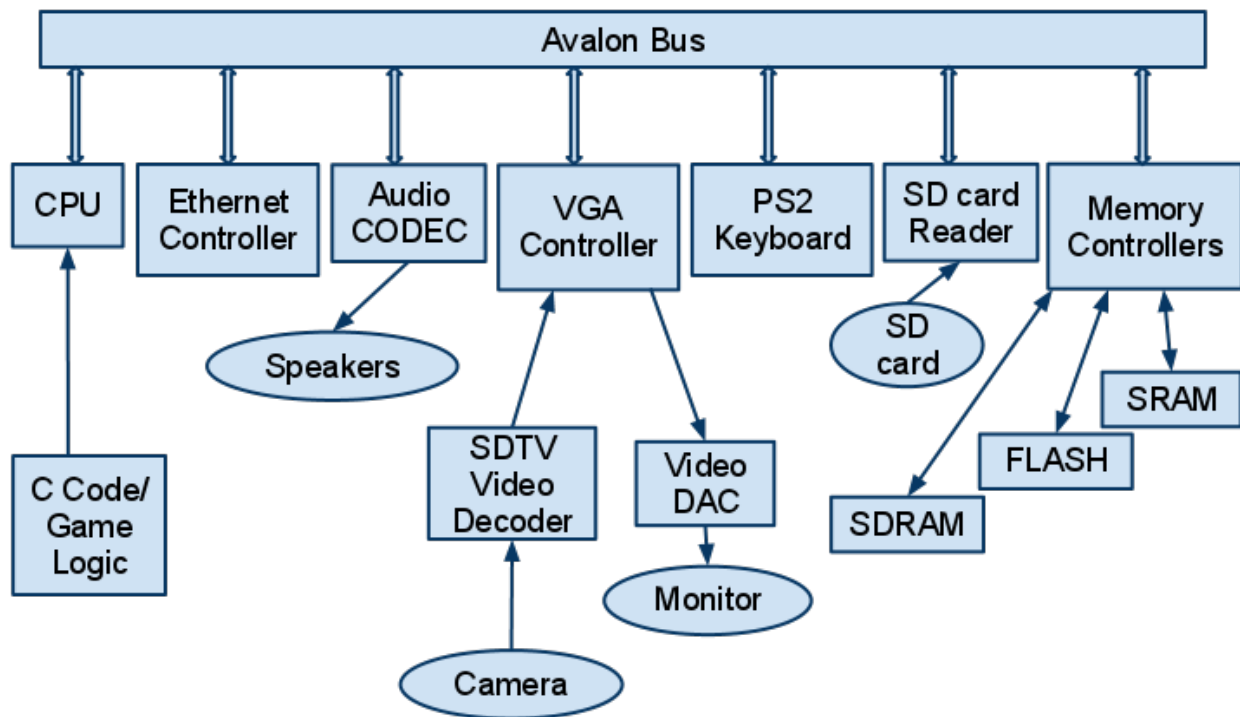 Avalon Bus
CPU
Ethernet
Controller
Audio
CODEC
VGA
Controller
PS2
Keyboard
SD card
Reader
Memory
Controllers
Speakers
SD
card
SRAM
C Code/
Game
Logic
SDTV
Video
Decoder
Video
DAC
FLASH
SDRAM
Monitor
Camera